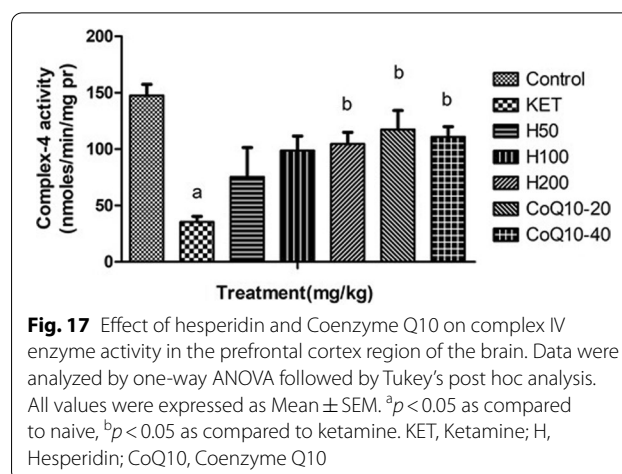 200
150
100
50
0
Complex-4 activity
(nmoles/min/mg pr)
a
b
b
b
Control
KET
H50
H100
H200
CoQ10-20
CoQ10-40
Treatment(mg/kg)
Fig. 17 Effect of hesperidin and Coenzyme Q10 on complex IV
enzyme activity in the prefrontal cortex region of the brain. Data were
analyzed by one-way ANOVA followed by Tukey’s post hoc analysis.
All values were expressed as Mean ± SEM. ᵃp < 0.05 as compared
to naive, ᵇp < 0.05 as compared to ketamine. KET, Ketamine; H,
Hesperidin; CoQ10, Coenzyme Q10